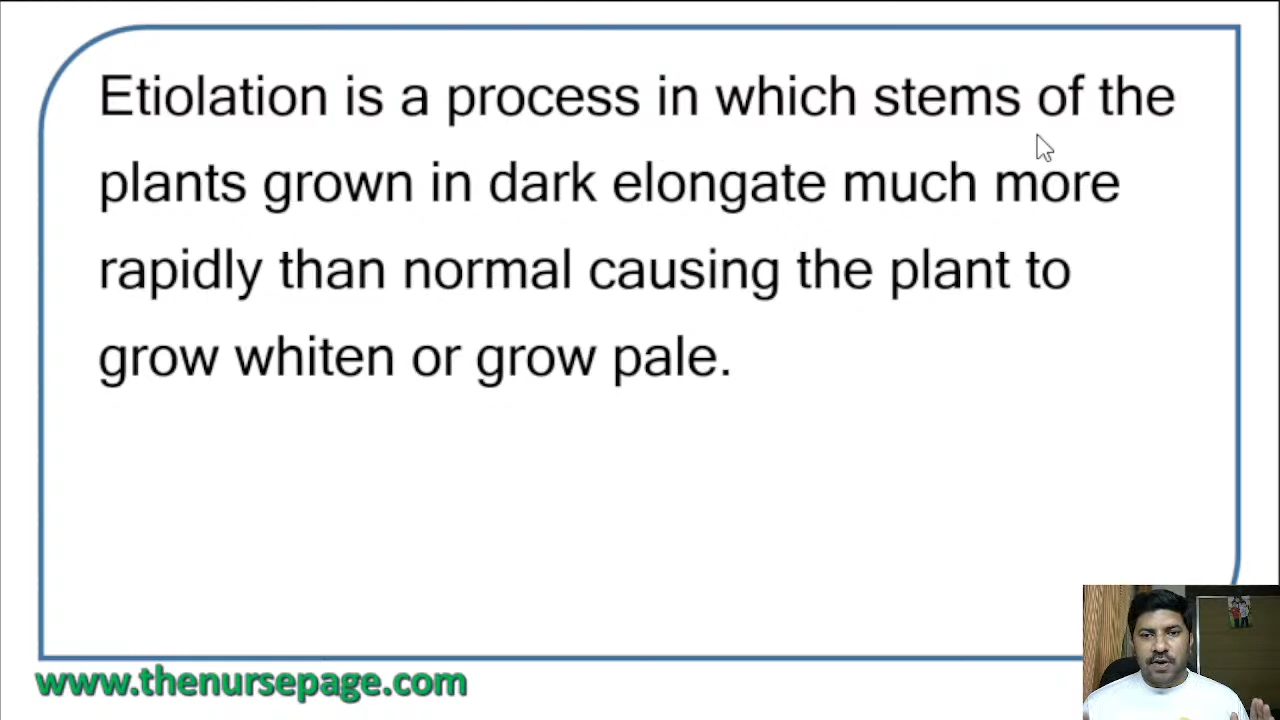 Etiolation is a process in which stems of the
plants grown in dark elongate much more
rapidly than normal causing the plant to
grow whiten or grow pale.
www.thenursepage.com